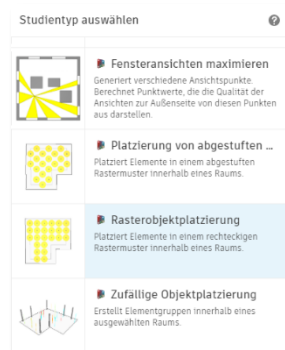 Studientyp auswählen
Fensteransichten maximieren
Generiert verschiedene Ansichtspunkte.
Berechnet Punktwerte, die die Qualität der
Ansichten zur Außenseite von diesen Punkten
aus darstellen.
Platzierung von abgestuften ...
Platziert Elemente in einem abgestuften
Rastermuster innerhalb eines Raums.
Rasterobjektplatzierung
Platziert Elemente in einem rechteckigen
Rastermuster innerhalb eines Raums.
Zufällige Objektplatzierung
Erstellt Elementgruppen innerhalb eines
ausgewählten Raums.